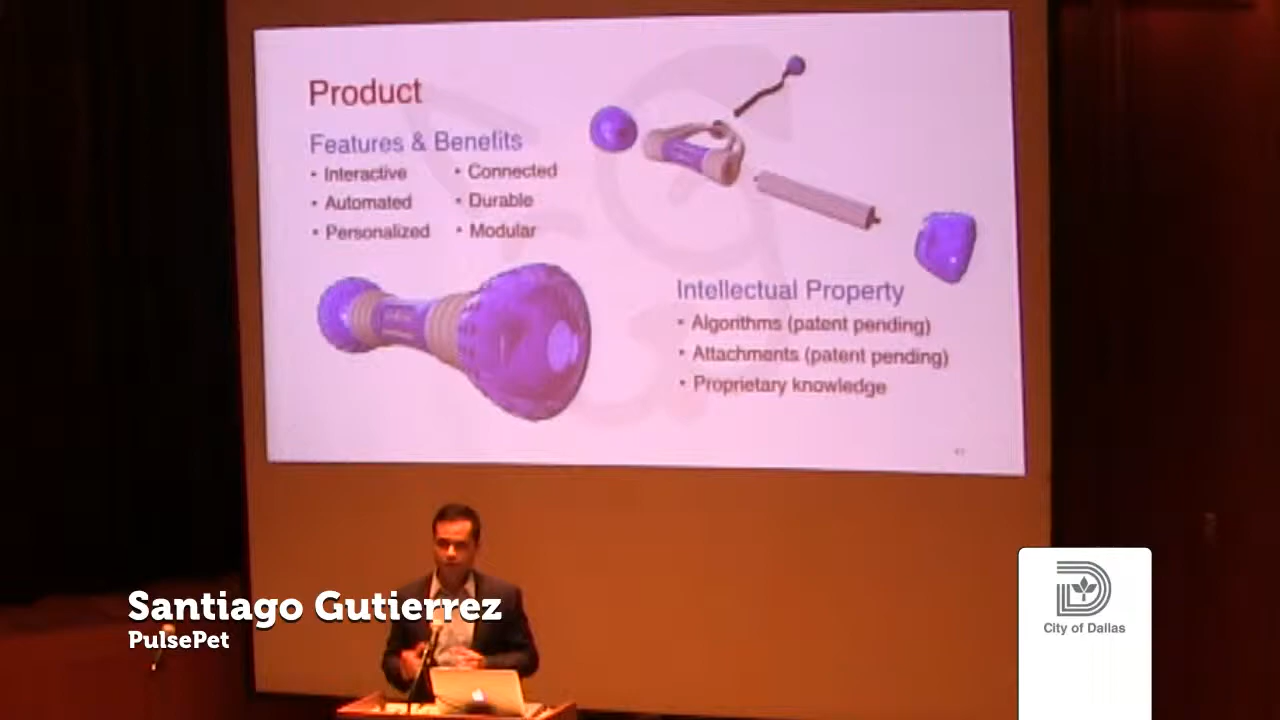 Product
Features & Benefits
• Interactive
• Connected
• Automated
• Durable
• Personalized
• Modular
Intellectual Property
• Algorithms (patent pending)
• Attachments (patent pending)
• Proprietary knowledge
Santiago Gutierrez
PulsePet
City of Dallas